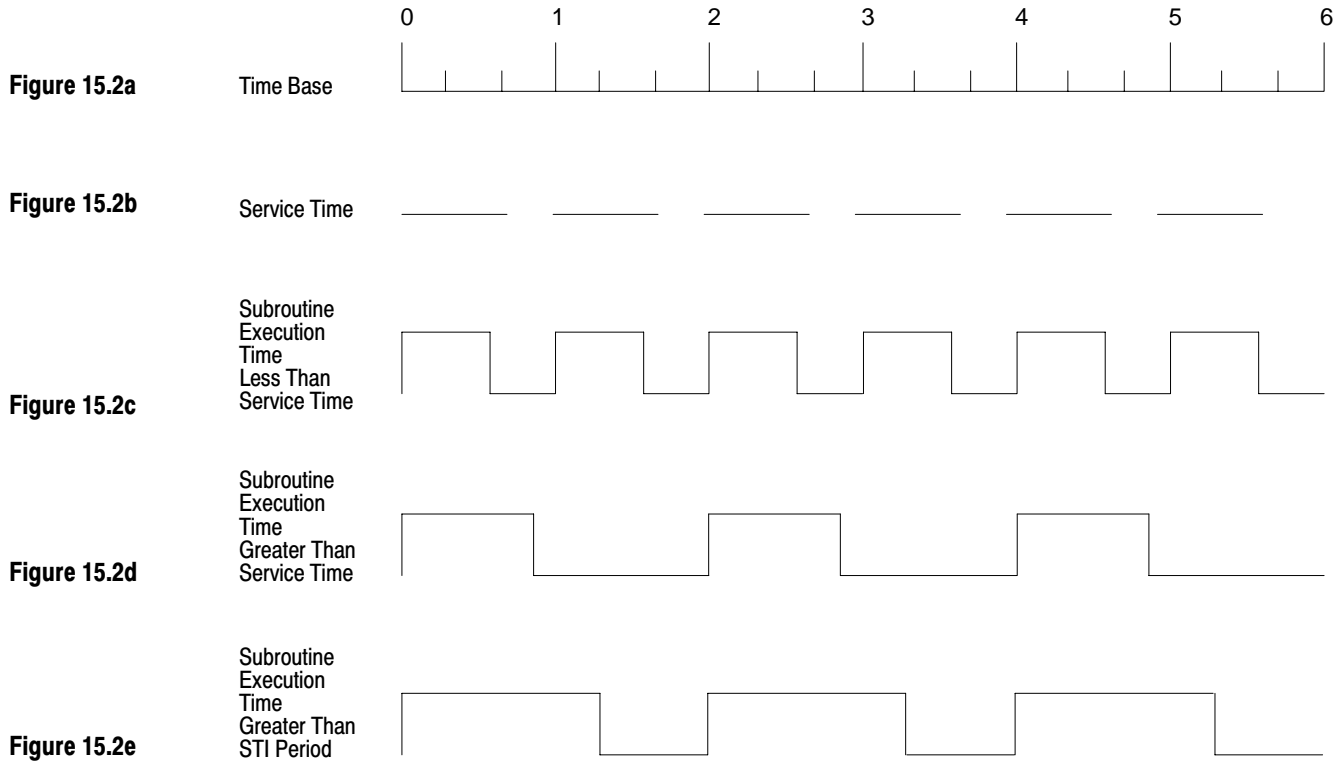 0 1 2 3 4 5 6
Figure 15.2a Time Base
Figure 15.2b Service Time
Subroutine
Execution
Time
Less Than
Figure 15.2c Service Time
Subroutine
Execution
Time
Greater Than
Figure 15.2d Service Time
Subroutine
Execution
Time
Greater Than
Figure 15.2e STI Period